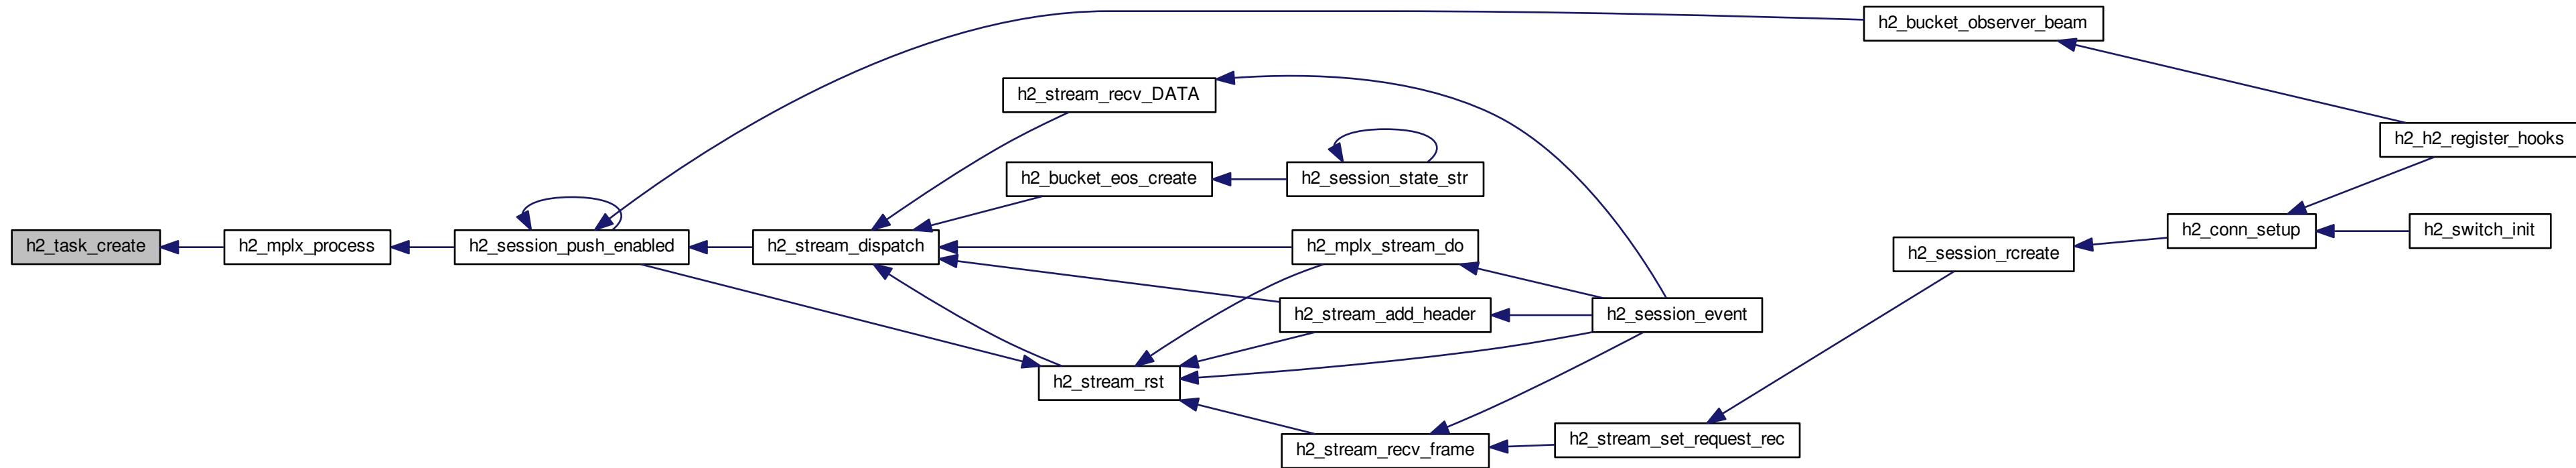 h2_bucket_observer_beam
h2_stream_recv_DATA
h2_h2_register_hooks
h2_bucket_eos_create
h2_session_state_str
h2_task_create
h2_mplx_process
h2_session_push_enabled
h2_stream_dispatch
h2_mplx_stream_do
h2_session_rcreate
h2_conn_setup
h2_switch_init
h2_stream_add_header
h2_session_event
h2_stream_rst
h2_stream_recv_frame
h2_stream_set_request_rec